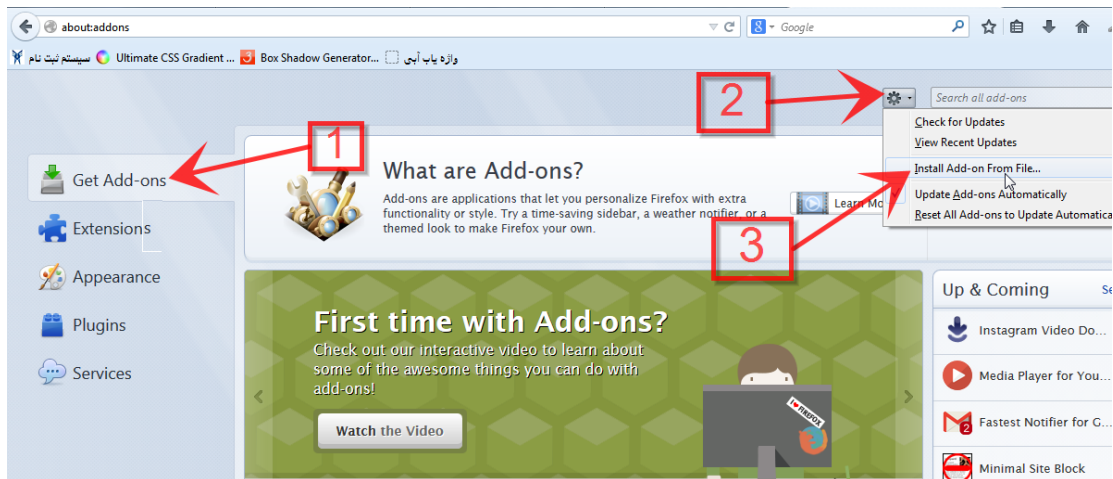 about:addons
Google
سیستم ثبت نام
Ultimate CSS Gradient ...
Box Shadow Generator...
واژه یاب آبی
2
Search all add-ons
Check for Updates
View Recent Updates
Install Add-on From File...
Update Add-ons Automatically
Reset All Add-ons to Update Automatica
1
3
Get Add-ons
Extensions
Appearance
Plugins
Services
What are Add-ons?
Add-ons are applications that let you personalize Firefox with extra
functionality or style. Try a time-saving sidebar, a weather notifier, or a
themed look to make Firefox your own.
Learn Mo
First time with Add-ons?
Check out our interactive video to learn about
some of the awesome things you can do with
add-ons!
Watch the Video
I ♥ FIREFOX
Up & Coming
Se
Instagram Video Do...
Media Player for You...
Fastest Notifier for G...
2
Minimal Site Block